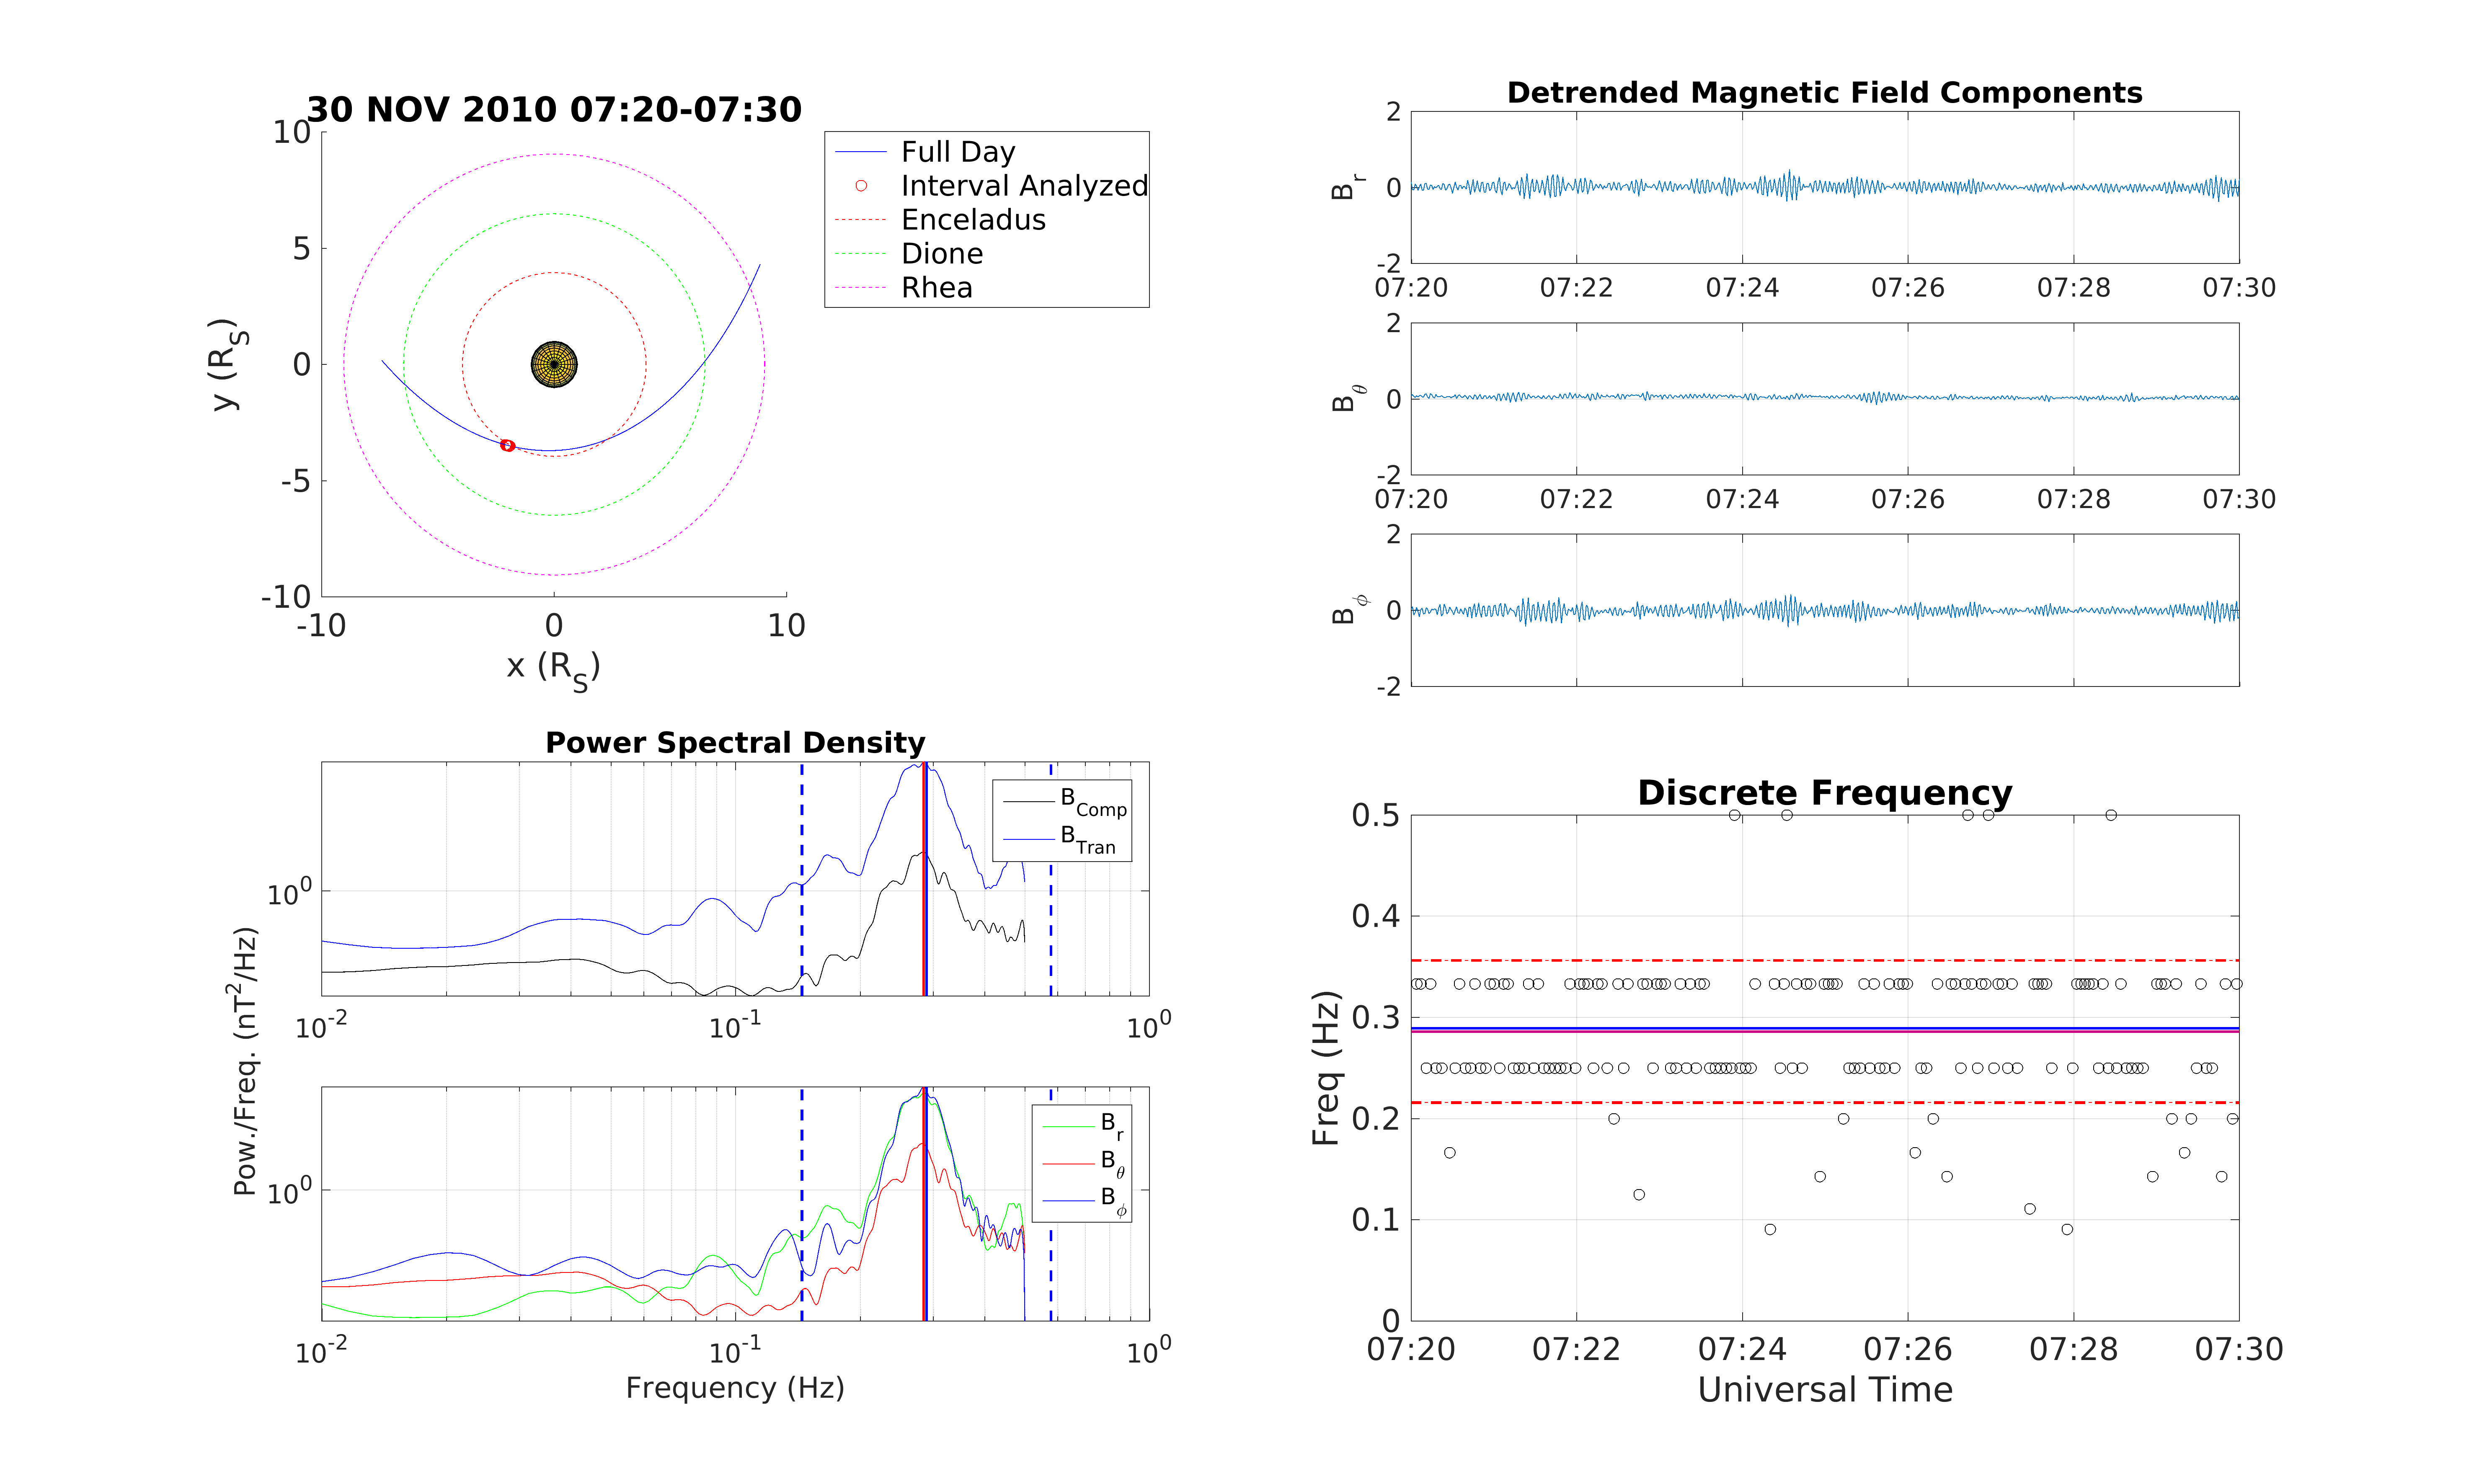 30 NOV 2010 07:20-07:30
10
5
0
-5
-10
y (R_S)
-10
0
10
x (R_S)
Full Day
Interval Analyzed
Enceladus
Dione
Rhea
Detrended Magnetic Field Components
2
0
-2
B_r
07:20
07:22
07:24
07:26
07:28
07:30
2
0
-2
B_θ
07:20
07:22
07:24
07:26
07:28
07:30
2
0
-2
B_ϕ
Power Spectral Density
10^0
B_Comp
B_Tran
10^-2
10^-1
10^0
Pow./Freq. (nT^2/Hz)
10^0
B_r
B_θ
B_ϕ
10^-2
10^-1
10^0
Frequency (Hz)
Discrete Frequency
0.5
0.4
0.3
0.2
0.1
0
Freq (Hz)
07:20
07:22
07:24
07:26
07:28
07:30
Universal Time